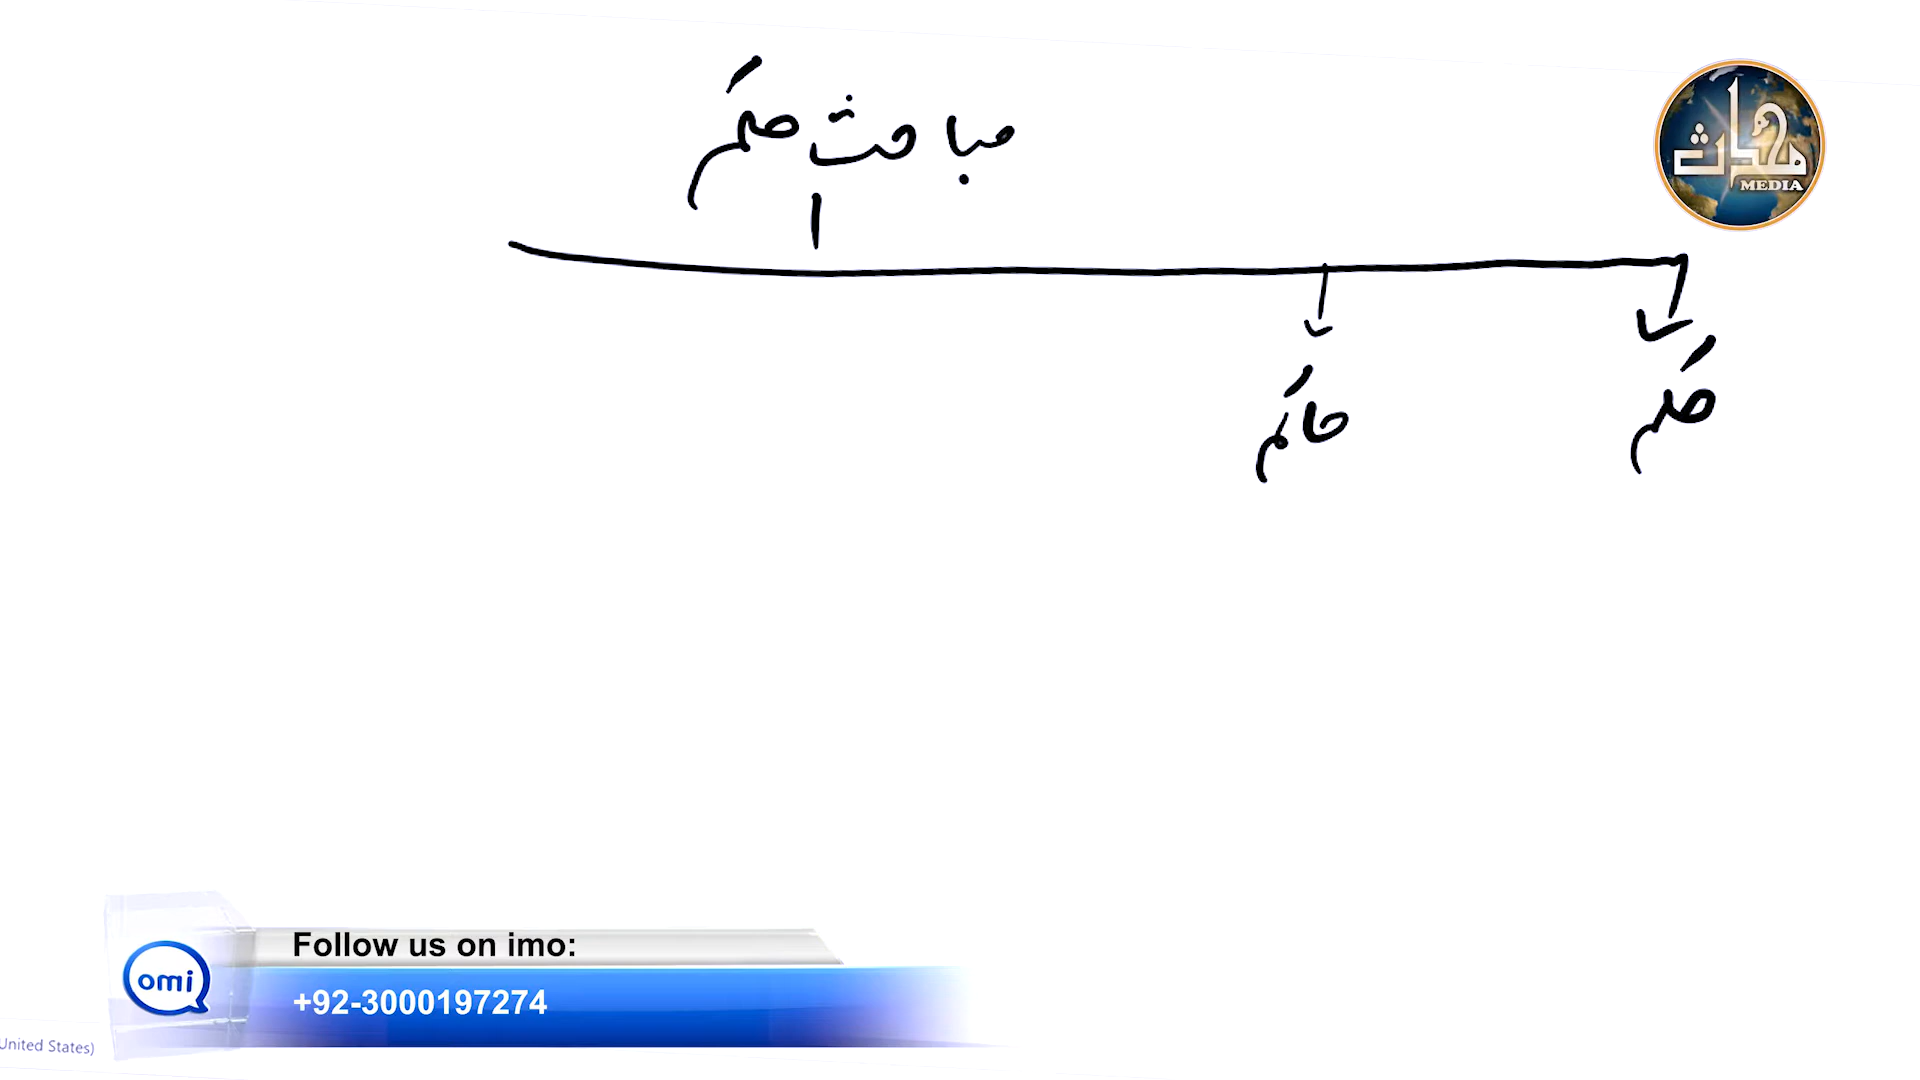 مباحث حکم
حکم
حاکم
MEDIA
Follow us on imo:
omi
+92-3000197274
United States)